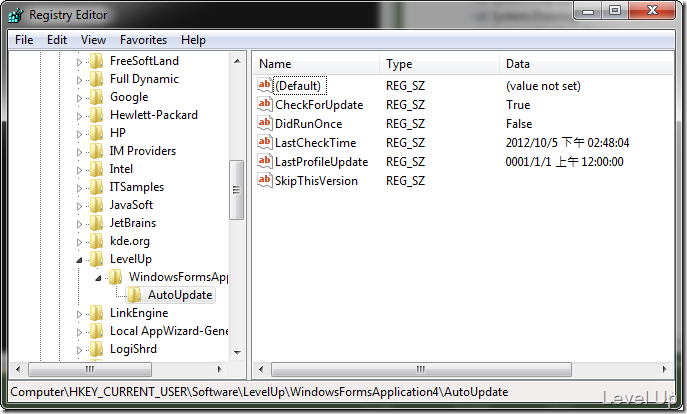 Registry Editor
File Edit View Favorites Help
FreeSoftLand
Full Dynamic
Google
Hewlett-Packard
HP
IM Providers
Intel
ITSamples
JavaSoft
JetBrains
kde.org
LevelUp
WindowsFormsApp
AutoUpdate
LinkEngine
Local AppWizard-Gene
LogiShrd
Name Type Data
(Default) REG_SZ (value not set)
CheckForUpdate REG_SZ True
DidRunOnce REG_SZ False
LastCheckTime REG_SZ 2012/10/5 下午 02:48:04
LastProfileUpdate REG_SZ 0001/1/1 上午 12:00:00
SkipThisVersion REG_SZ
Computer\HKEY_CURRENT_USER\Software\LevelUp\WindowsFormsApplication4\AutoUpdate
Level Up